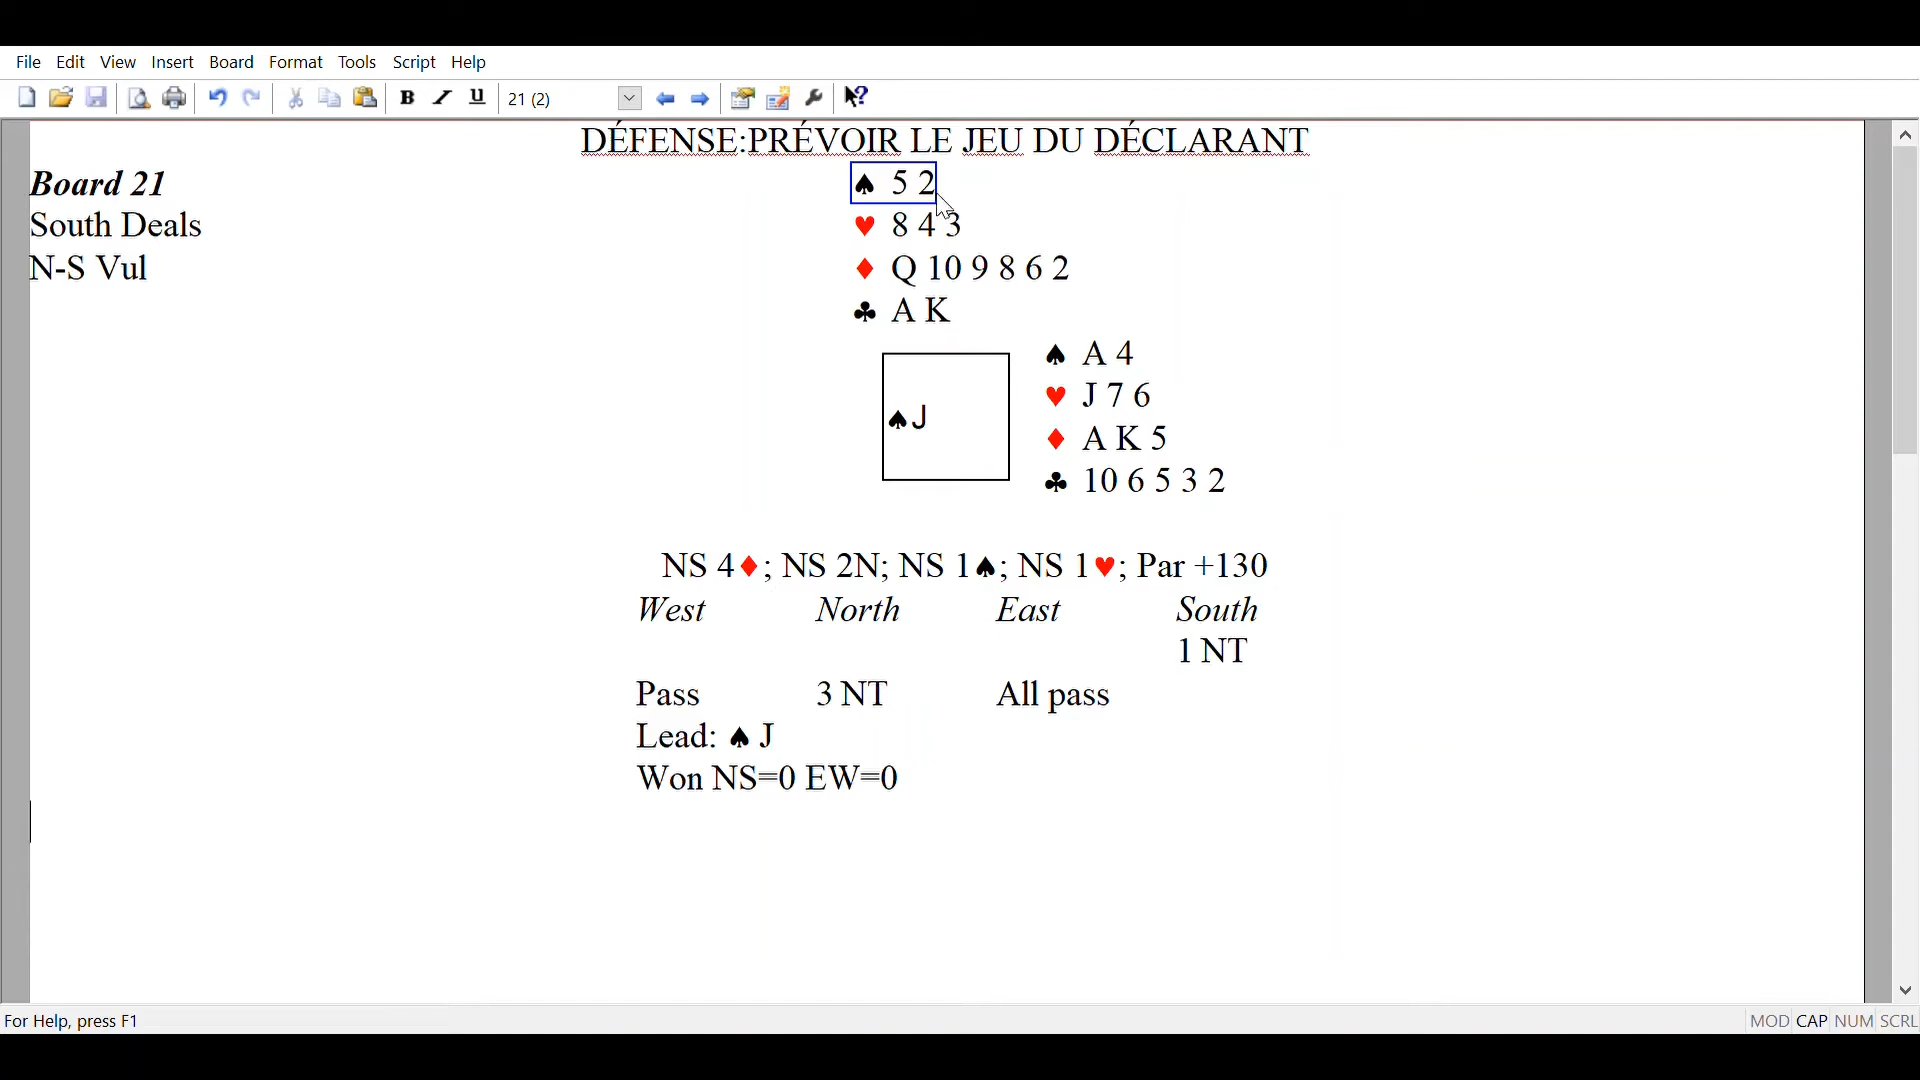 File Edit View Insert Board Format Tools Script Help
B I U 21 (2)
DÉFENSE:PRÉVOIR LE JEU DU DÉCLARANT
Board 21
South Deals
N-S Vul
♠ 5 2
♥ 8 4 3
♦ Q 10 9 8 6 2
♣ A K
♠ J
♠ A 4
♥ J 7 6
♦ A K 5
♣ 10 6 5 3 2
NS 4♦; NS 2N; NS 1♠; NS 1♥; Par +130
West North East South
1 NT
Pass 3 NT All pass
Lead: ♠ J
Won NS=0 EW=0
For Help, press F1
MOD CAP NUM SCRL